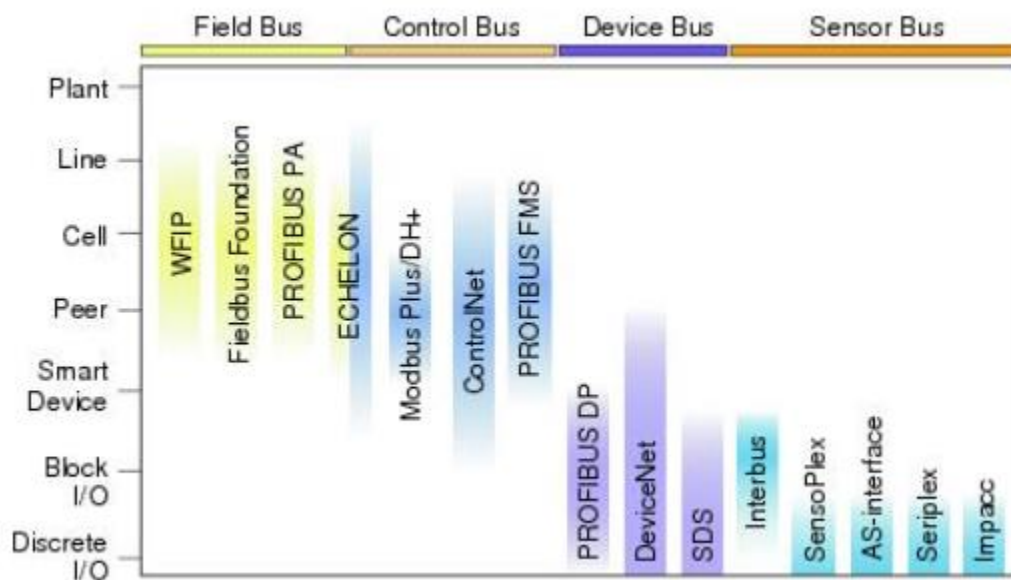 Field Bus
Control Bus
Device Bus
Sensor Bus
Plant
Line
Cell
Peer
Smart
Device
Block
I/O
Discrete
I/O
WFIP
Fieldbus Foundation
PROFIBUS PA
ECHELON
Modbus Plus/DH+
ControlNet
PROFIBUS FMS
PROFIBUS DP
DeviceNet
SDS
Interbus
SensoPlex
AS-interface
Seriplex
Impacc